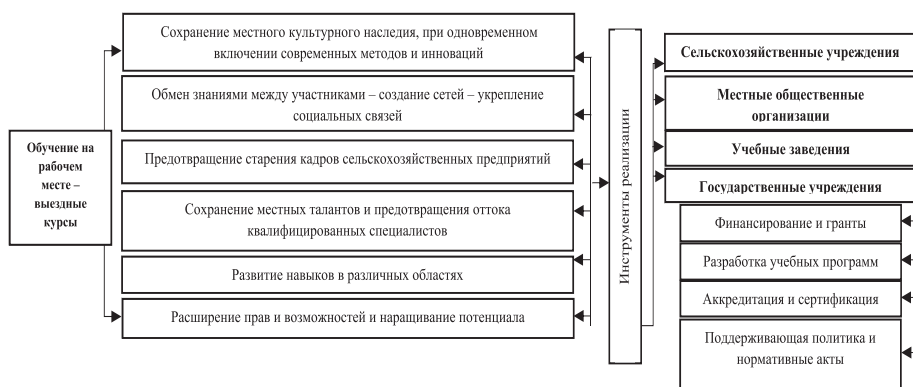 Обучение на
рабочем
месте –
выездные
курсы
Сохранение местного культурного наследия, при одновременном
включении современных методов и инноваций
Обмен знаниями между участниками – создание сетей – укрепление
социальных связей
Предотвращение старения кадров сельскохозяйственных предприятий
Сохранение местных талантов и предотвращения оттока
квалифицированных специалистов
Развитие навыков в различных областях
Расширение прав и возможностей и наращивание потенциала
Инструменты реализации
Сельскохозяйственные учреждения
Местные общественные
организации
Учебные заведения
Государственные учреждения
Финансирование и гранты
Разработка учебных программ
Аккредитация и сертификация
Поддерживающая политика и
нормативные акты